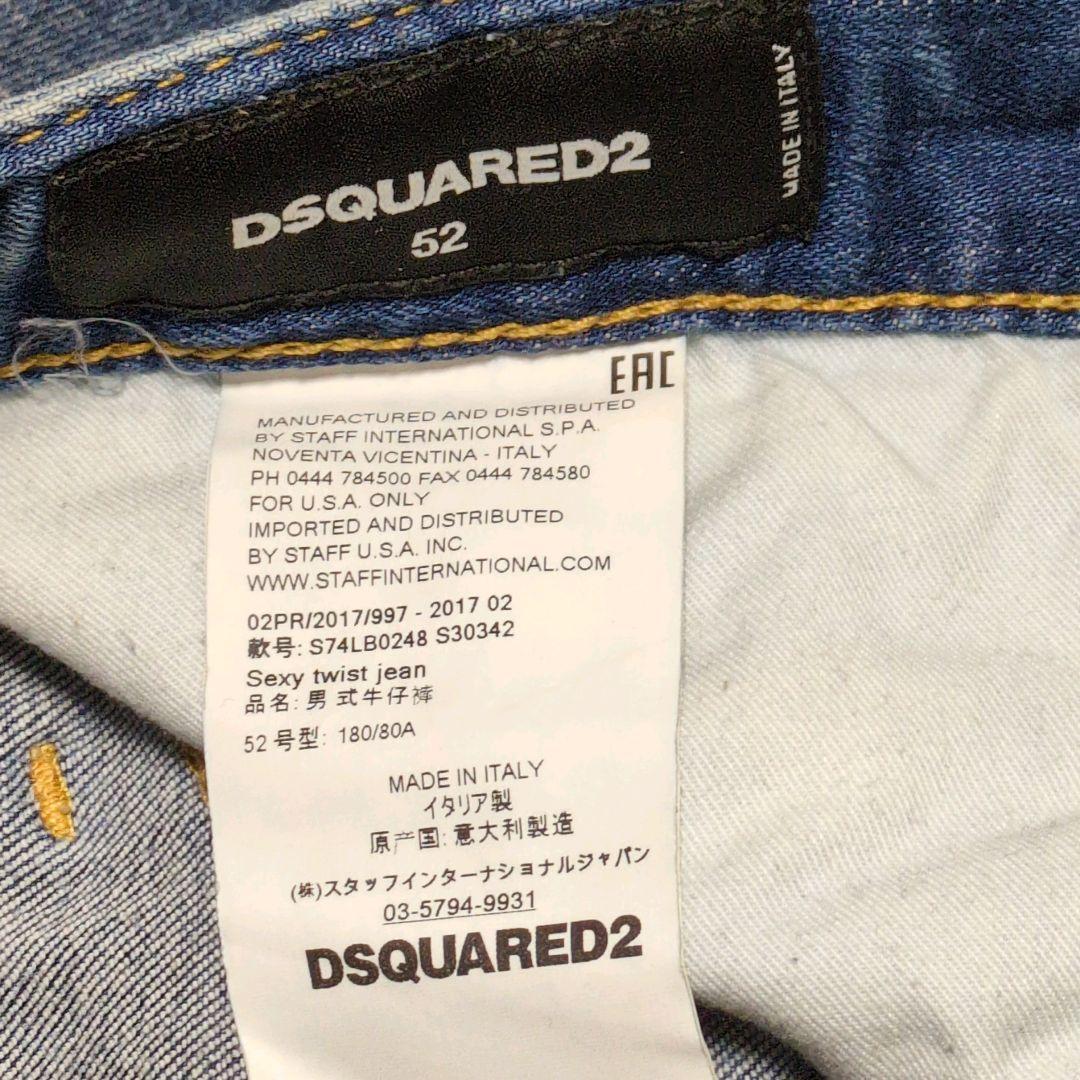 DSQUARED2
52
MADE IN ITALY
EAC
MANUFACTURED AND DISTRIBUTED
BY STAFF INTERNATIONAL S.P.A.
NOVENTA VICENTINA - ITALY
PH 0444 784500 FAX 0444 784580
FOR U.S.A. ONLY
IMPORTED AND DISTRIBUTED
BY STAFF U.S.A. INC.
WWW.STAFFINTERNATIONAL.COM
02PR/2017/997 - 2017 02
款号: S74LB0248 S30342
Sexy twist jean
品名: 男式牛仔裤
52 号型: 180/80A
MADE IN ITALY
イタリア製
原产国: 意大利製造
(株)スタッフインターナショナルジャパン
03-5794-9931
DSQUARED2